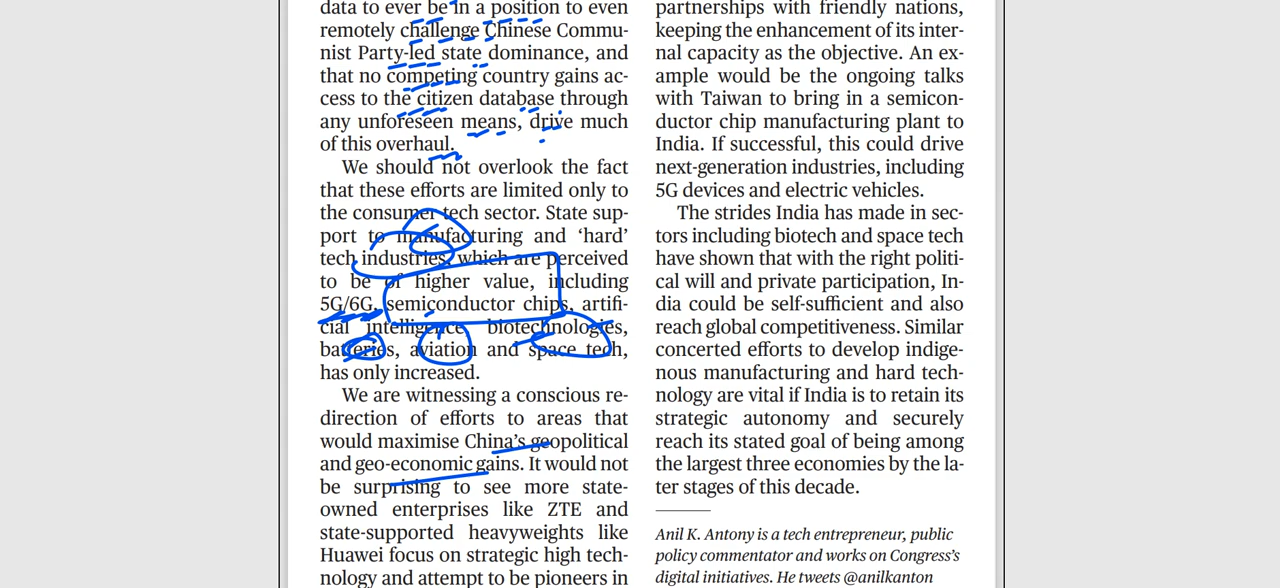 data to ever be in a position to even
remotely challenge Chinese Commu-
nist Party-led state dominance, and
that no competing country gains ac-
cess to the citizen database through
any unforeseen means, drive much
of this overhaul.
We should not overlook the fact
that these efforts are limited only to
the consumer tech sector. State sup-
port to manufacturing and ‘hard’
tech industries, which are perceived
to be of higher value, including
5G/6G, semiconductor chips, artifi-
cial intelligence biotechnologies,
batteries, aviation and space tech,
has only increased.
We are witnessing a conscious re-
direction of efforts to areas that
would maximise China’s geopolitical
and geo-economic gains. It would not
be surprising to see more state-
owned enterprises like ZTE and
state-supported heavyweights like
Huawei focus on strategic high tech-
nology and attempt to be pioneers in
partnerships with friendly nations,
keeping the enhancement of its inter-
nal capacity as the objective. An ex-
ample would be the ongoing talks
with Taiwan to bring in a semicon-
ductor chip manufacturing plant to
India. If successful, this could drive
next-generation industries, including
5G devices and electric vehicles.
The strides India has made in sec-
tors including biotech and space tech
have shown that with the right politi-
cal will and private participation, In-
dia could be self-sufficient and also
reach global competitiveness. Similar
concerted efforts to develop indige-
nous manufacturing and hard tech-
nology are vital if India is to retain its
strategic autonomy and securely
reach its stated goal of being among
the largest three economies by the la-
ter stages of this decade.
Anil K. Antony is a tech entrepreneur, public
policy commentator and works on Congress’s
digital initiatives. He tweets @anilkanton